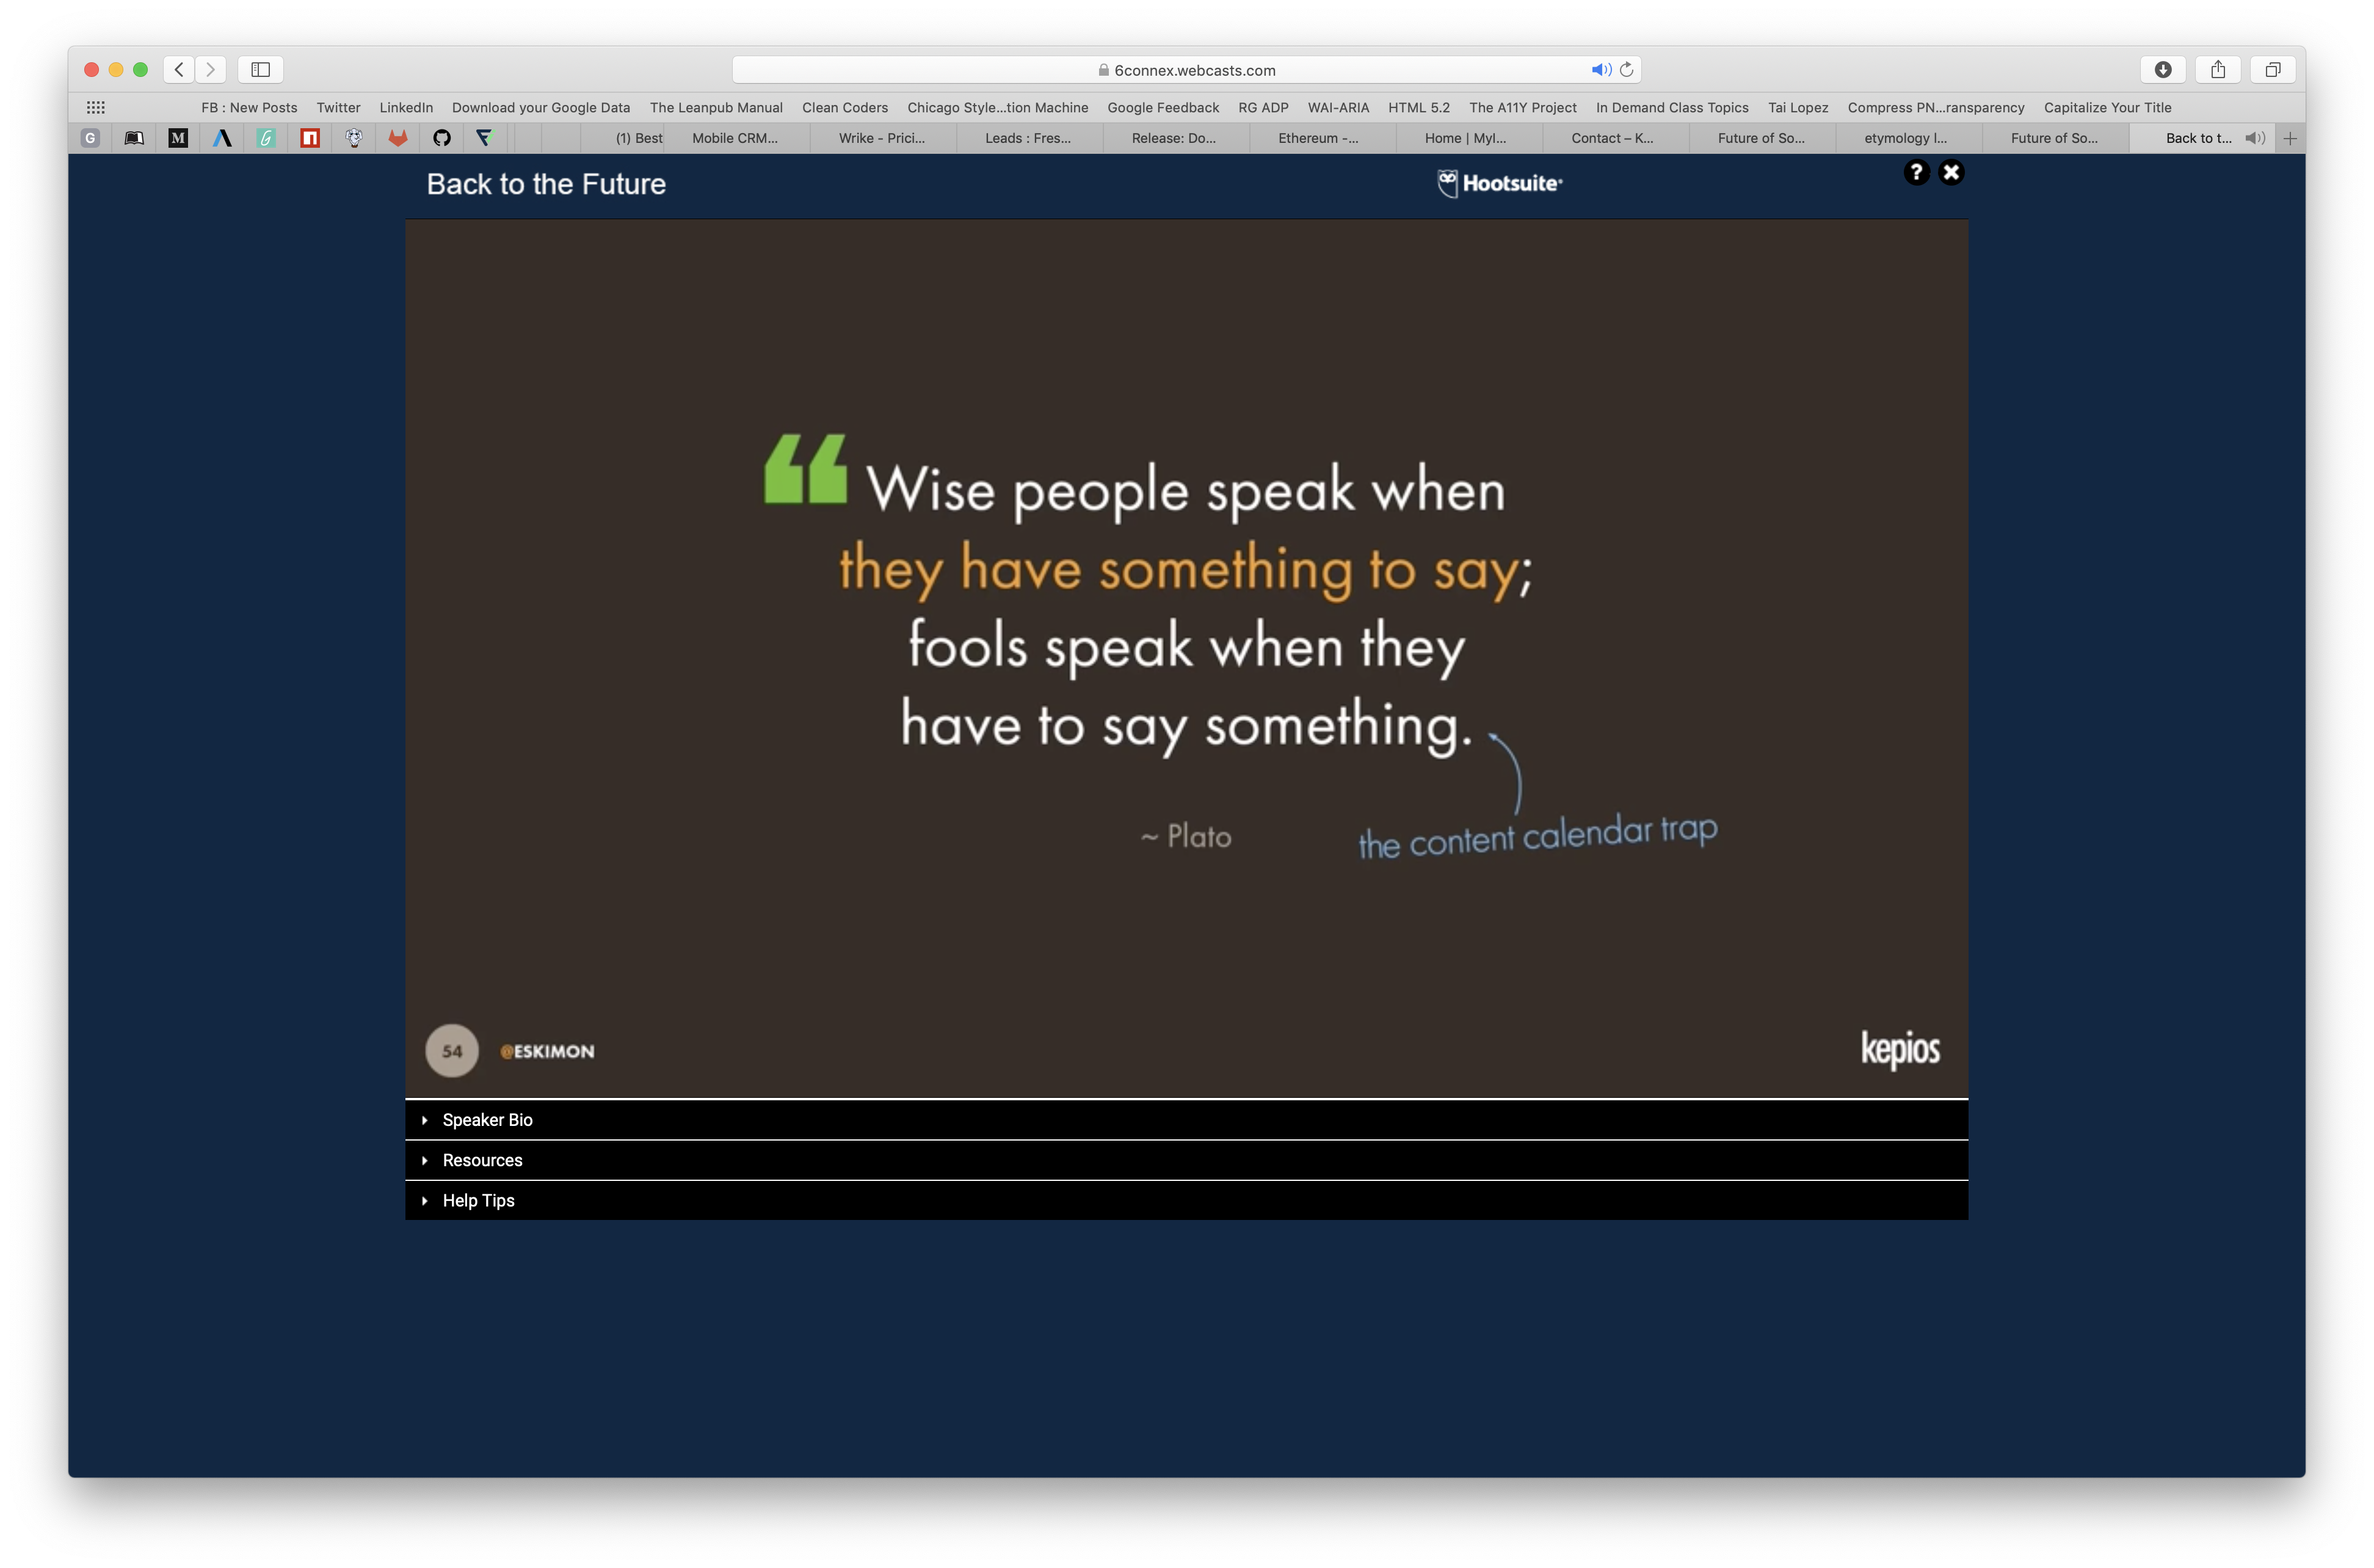 6connex.webcasts.com
FB : New Posts Twitter LinkedIn Download your Google Data The Leanpub Manual Clean Coders Chicago Style...tion Machine Google Feedback RG ADP WAI-ARIA HTML 5.2 The A11Y Project In Demand Class Topics Tai Lopez Compress PN...ransparency Capitalize Your Title
G M (1) Best Mobile CRM... Wrike - Prici... Leads : Fres... Release: Do... Ethereum -... Home | Myl... Contact – K... Future of So... etymology l... Future of So... Back to t...
Back to the Future Hootsuite®
“ Wise people speak when
they have something to say;
fools speak when they
have to say something.
~ Plato the content calendar trap
54 @ESKIMON kepios
Speaker Bio
Resources
Help Tips